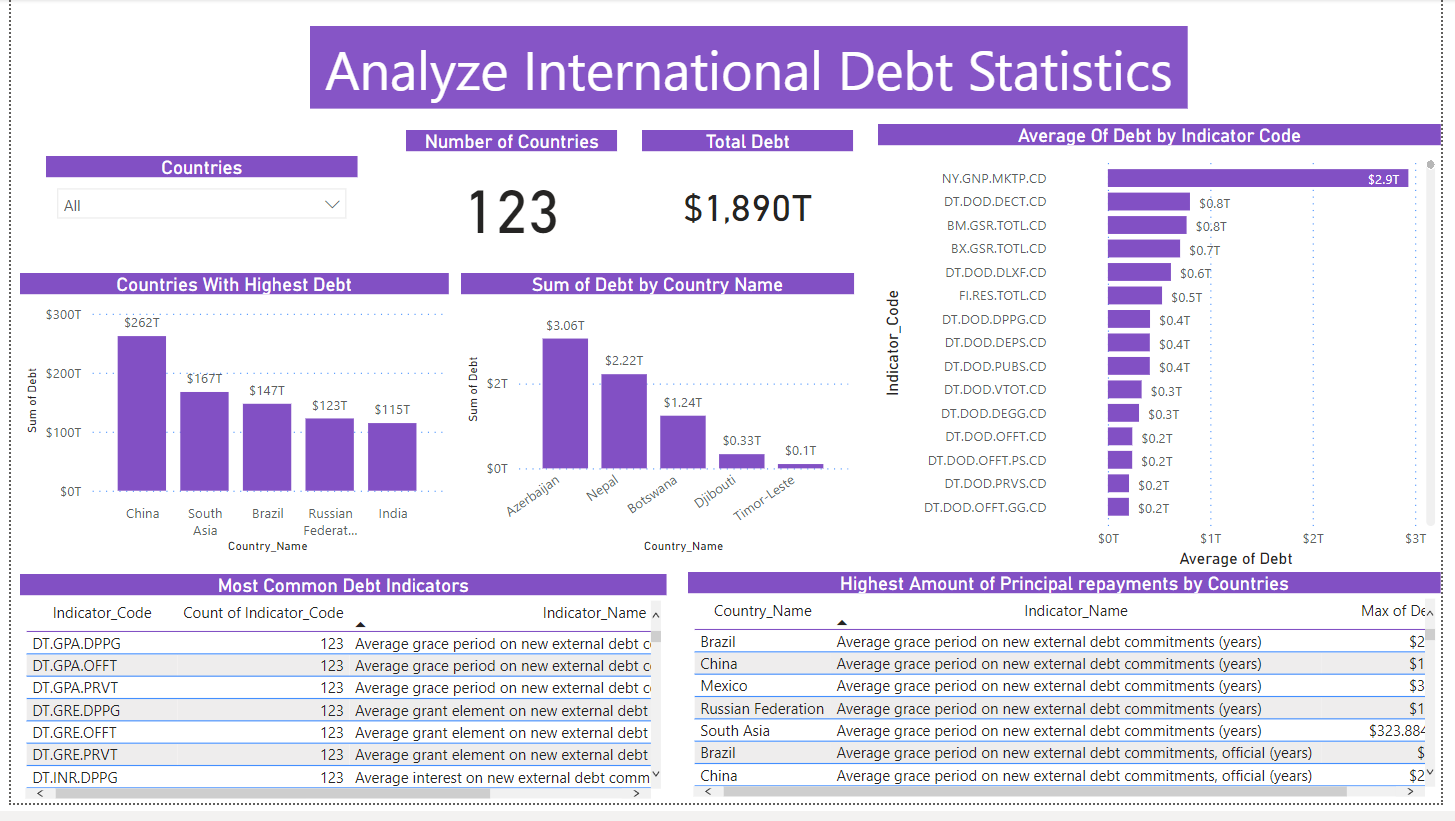 Analyze International Debt Statistics
Countries
All
Number of Countries
123
Total Debt
$1,890T
Average Of Debt by Indicator Code
Indicator_Code
NY.GNP.MKTP.CD $2.9T
DT.DOD.DECT.CD $0.8T
BM.GSR.TOTL.CD $0.8T
BX.GSR.TOTL.CD $0.7T
DT.DOD.DLXF.CD $0.6T
FI.RES.TOTL.CD $0.5T
DT.DOD.DPPG.CD $0.4T
DT.DOD.DEPS.CD $0.4T
DT.DOD.PUBS.CD $0.4T
DT.DOD.VTOT.CD $0.3T
DT.DOD.DEGG.CD $0.3T
DT.DOD.OFFT.CD $0.2T
DT.DOD.OFFT.PS.CD $0.2T
DT.DOD.PRVS.CD $0.2T
DT.DOD.OFFT.GG.CD $0.2T
$0T $1T $2T $3T
Average of Debt
Countries With Highest Debt
Sum of Debt
$300T
$200T
$100T
$0T
$262T
$167T
$147T
$123T
$115T
China South Asia Brazil Russian Federat... India
Country_Name
Sum of Debt by Country Name
Sum of Debt
$2T
$0T
$3.06T
$2.22T
$1.24T
$0.33T
$0.1T
Azerbaijan Nepal Botswana Djibouti Timor-Leste
Country_Name
Most Common Debt Indicators
Indicator_Code Count of Indicator_Code Indicator_Name
DT.GPA.DPPG 123 Average grace period on new external debt c
DT.GPA.OFFT 123 Average grace period on new external debt c
DT.GPA.PRVT 123 Average grace period on new external debt c
DT.GRE.DPPG 123 Average grant element on new external debt
DT.GRE.OFFT 123 Average grant element on new external debt
DT.GRE.PRVT 123 Average grant element on new external debt
DT.INR.DPPG 123 Average interest on new external debt comm
Highest Amount of Principal repayments by Countries
Country_Name Indicator_Name Max of De
Brazil Average grace period on new external debt commitments (years) $2
China Average grace period on new external debt commitments (years) $1
Mexico Average grace period on new external debt commitments (years) $3
Russian Federation Average grace period on new external debt commitments (years) $1
South Asia Average grace period on new external debt commitments (years) $323.884
Brazil Average grace period on new external debt commitments, official (years) $
China Average grace period on new external debt commitments, official (years) $2